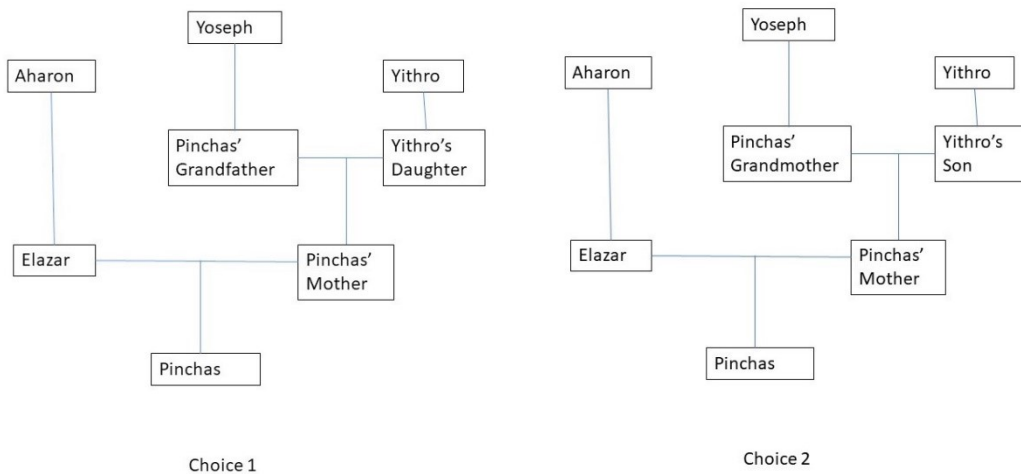 Yoseph
Aharon
Yithro
Pinchas’
Grandfather
Yithro’s
Daughter
Elazar
Pinchas’
Mother
Pinchas
Choice 1
Yoseph
Aharon
Yithro
Pinchas’
Grandmother
Yithro’s
Son
Elazar
Pinchas’
Mother
Pinchas
Choice 2